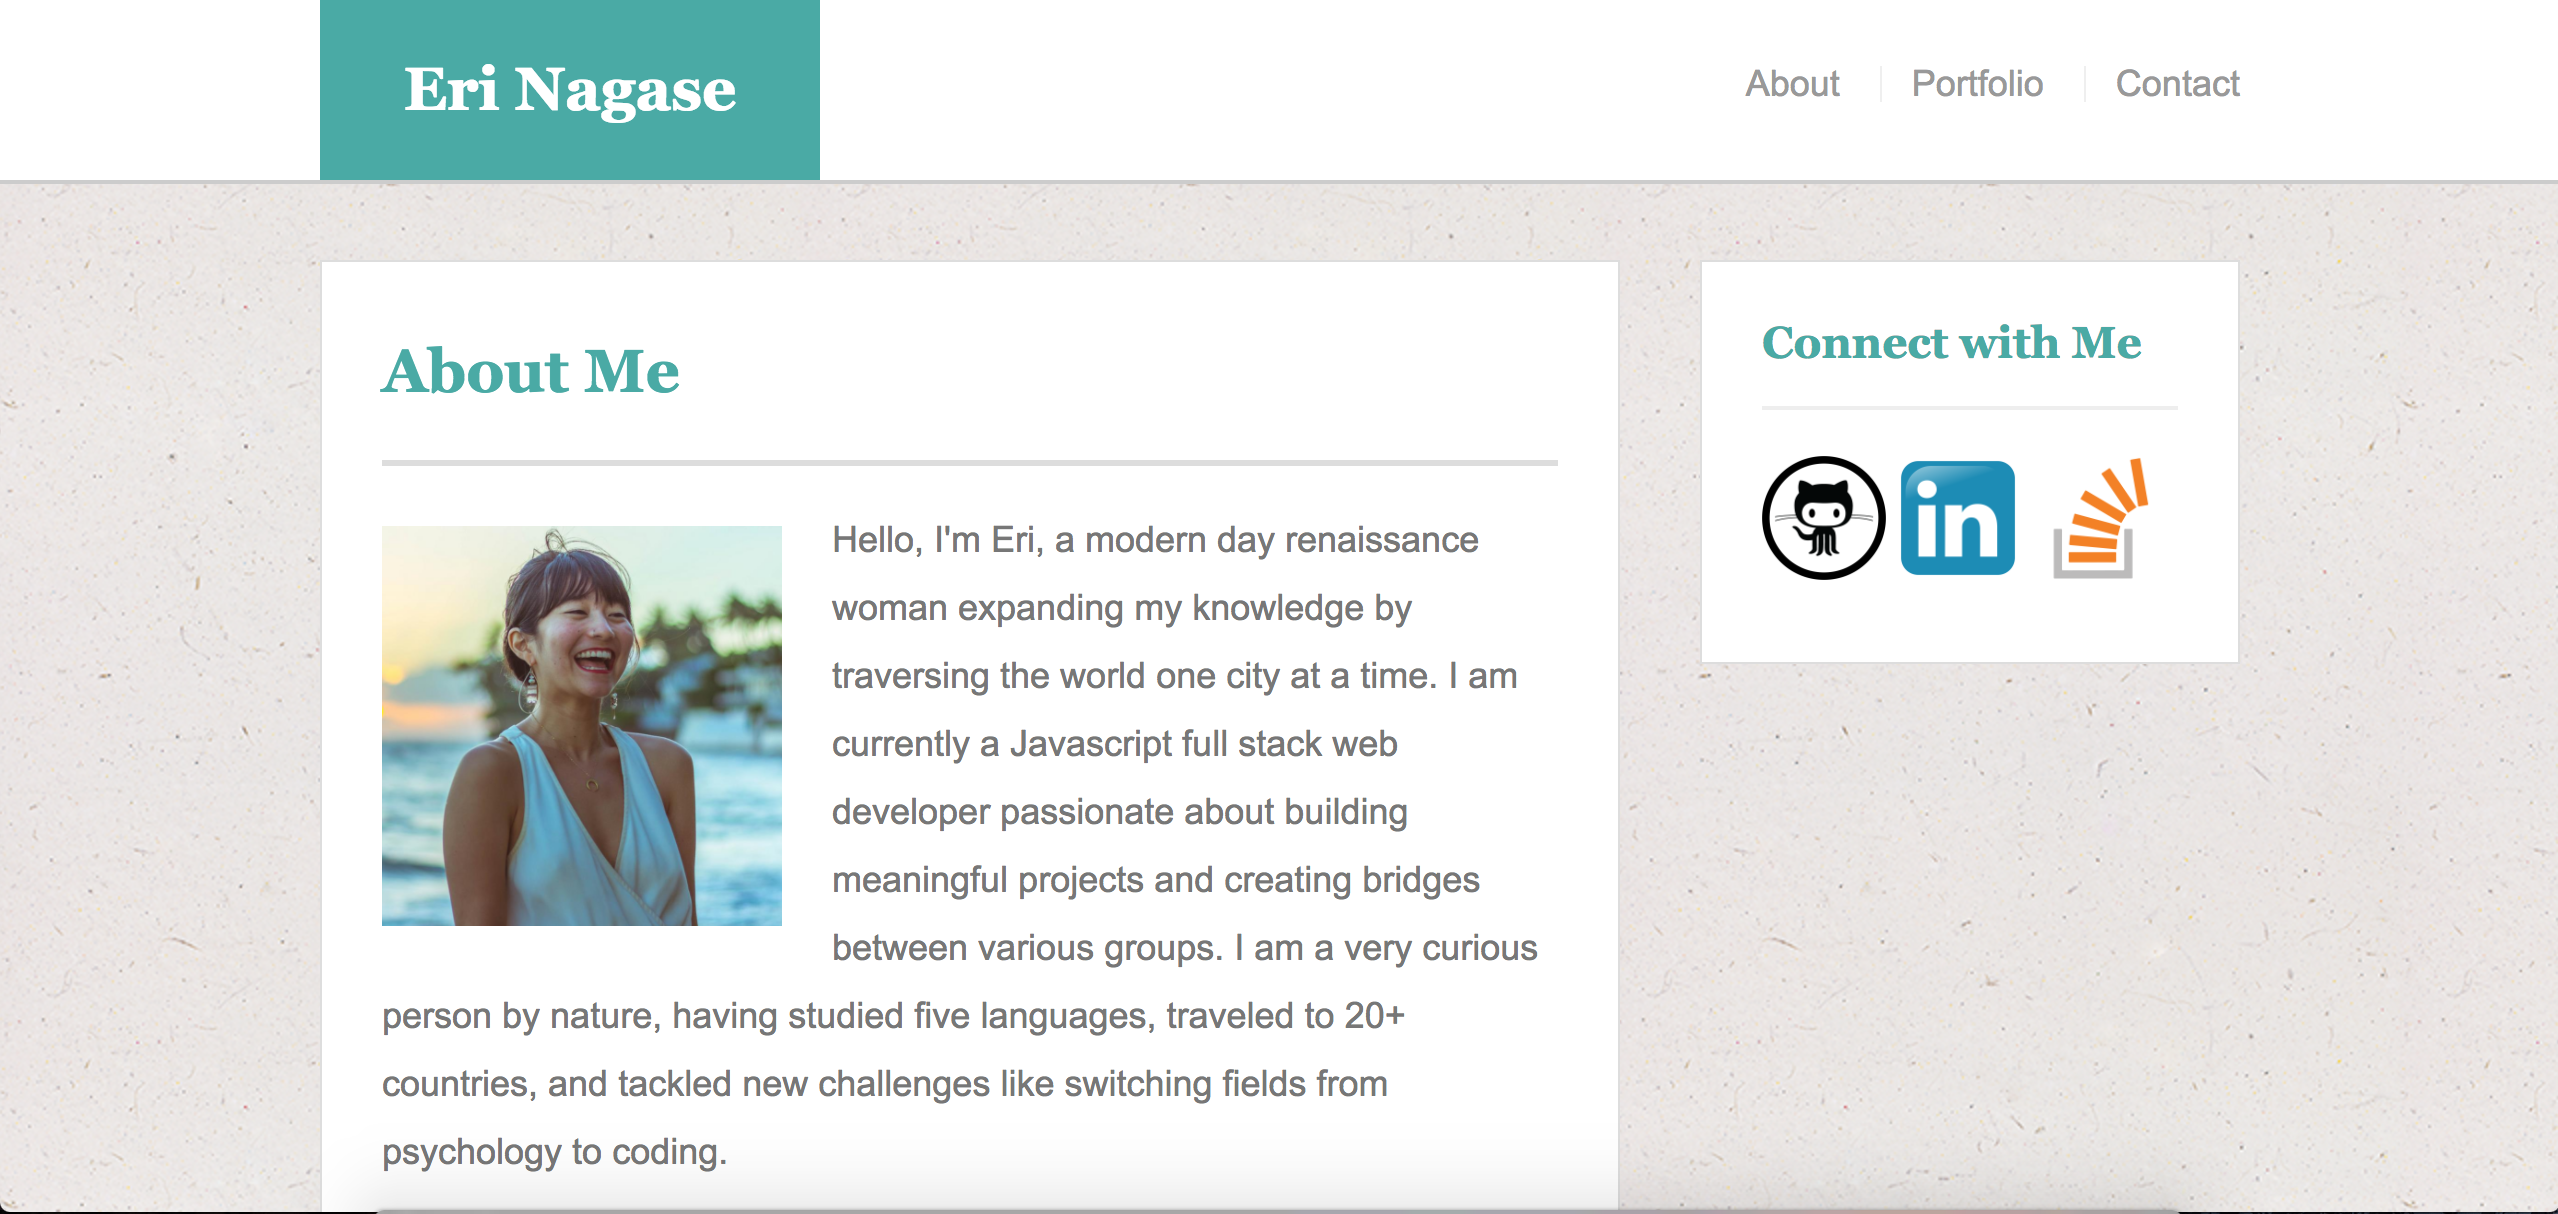 Eri Nagase
About
Portfolio
Contact
About Me
Hello, I'm Eri, a modern day renaissance
woman expanding my knowledge by
traversing the world one city at a time. I am
currently a Javascript full stack web
developer passionate about building
meaningful projects and creating bridges
between various groups. I am a very curious
person by nature, having studied five languages, traveled to 20+
countries, and tackled new challenges like switching fields from
psychology to coding.
Connect with Me
in